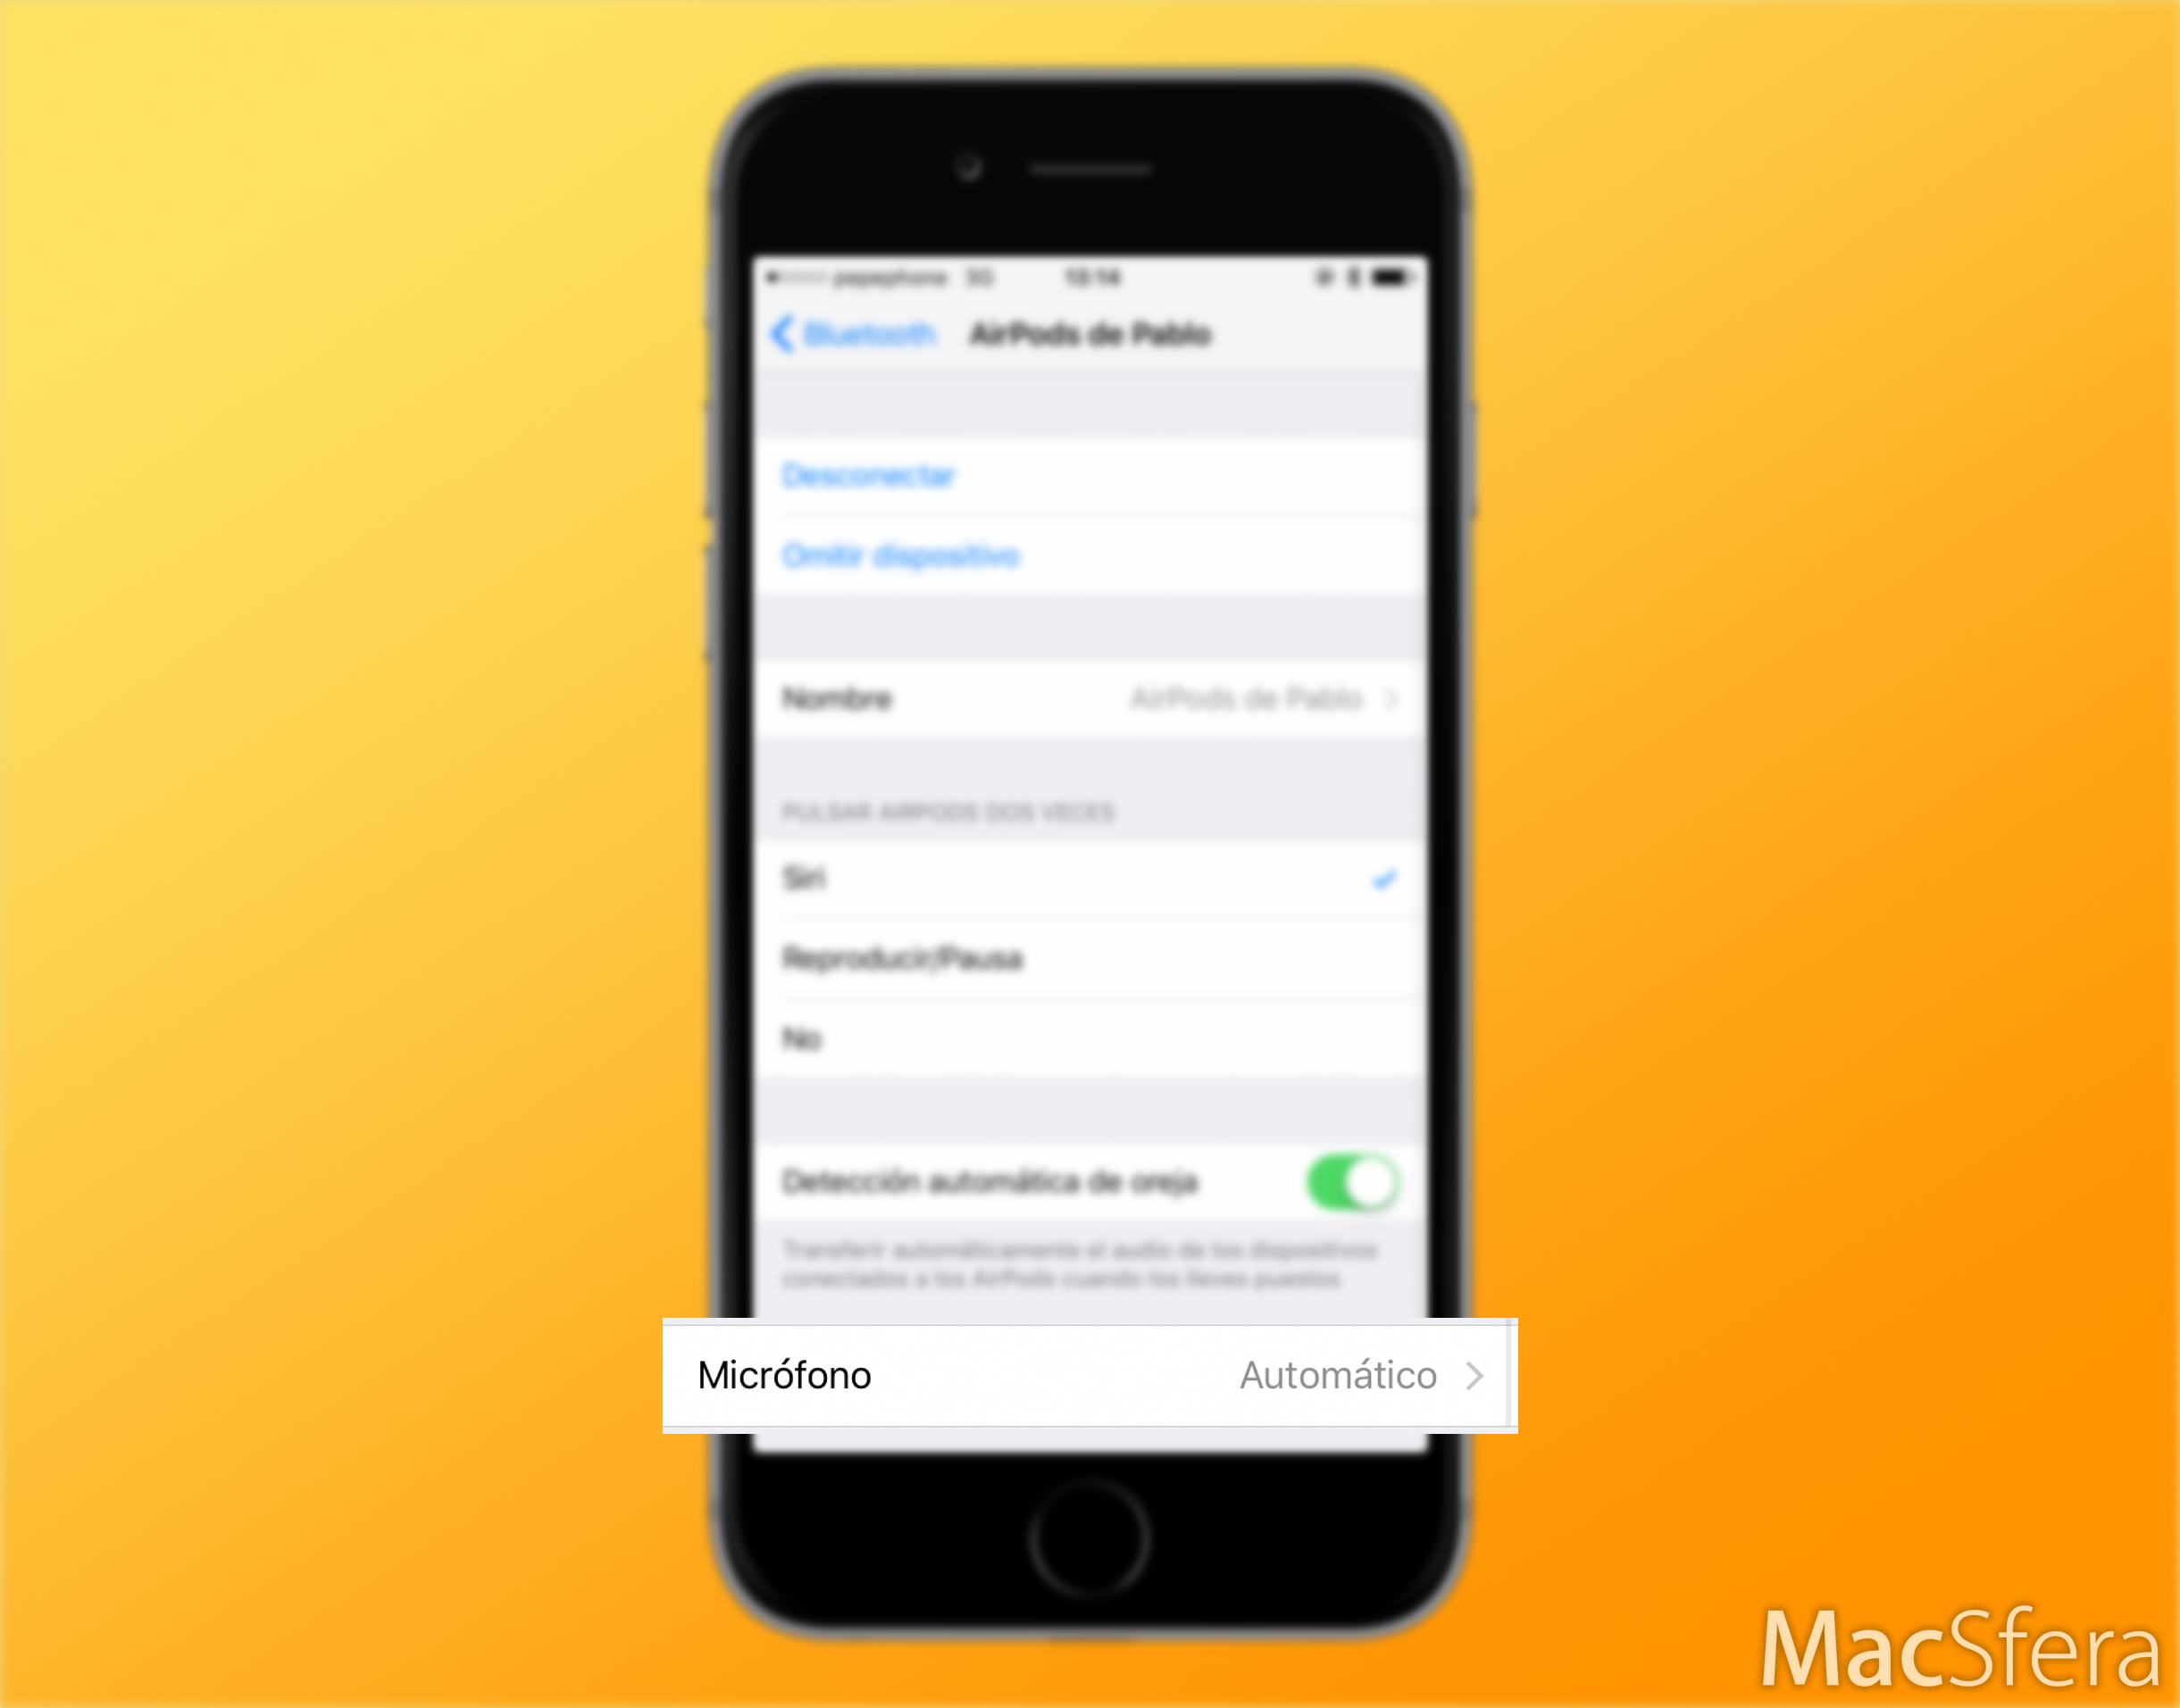 pepephone 3G 13:14
Bluetooth AirPods de Pablo
Desconectar
Omitir dispositivo
Nombre AirPods de Pablo
PULSAR AIRPODS DOS VECES
Siri
Reproducir/Pausa
No
Detección automática de oreja
Transferir automáticamente el audio de los dispositivos
conectados a los AirPods cuando los lleves puestos
Micrófono Automático
MacSfera